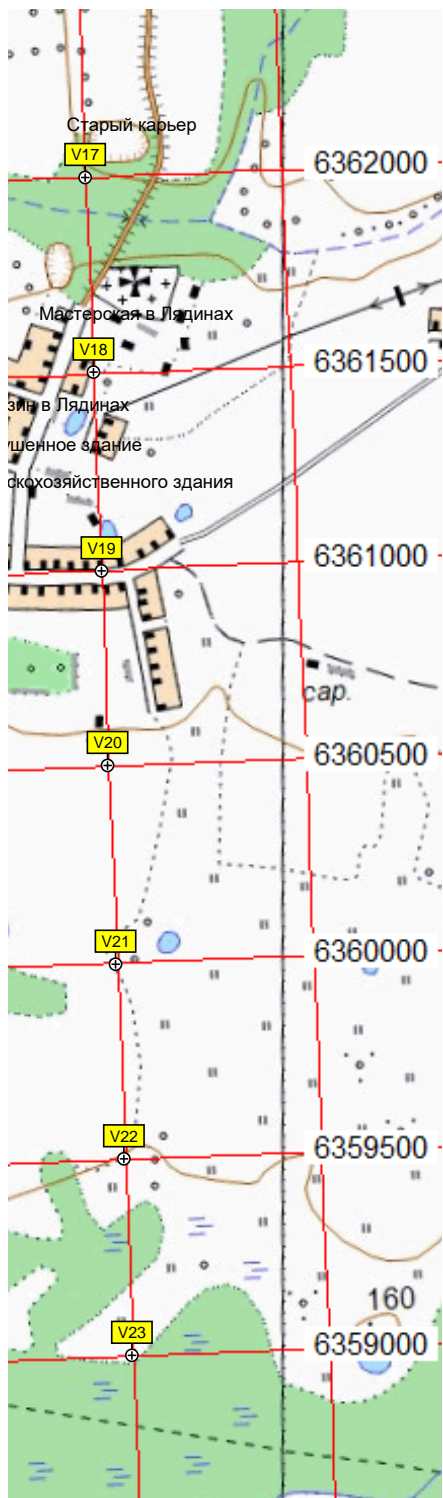 Старый карьер
V17
6362000
Мастерская в Лядинах
V18
6361500
зин в Лядинах
ушенное здание
скохозяйственного здания
V19
6361000
сар.
V20
6360500
V21
6360000
V22
6359500
160
V23
6359000